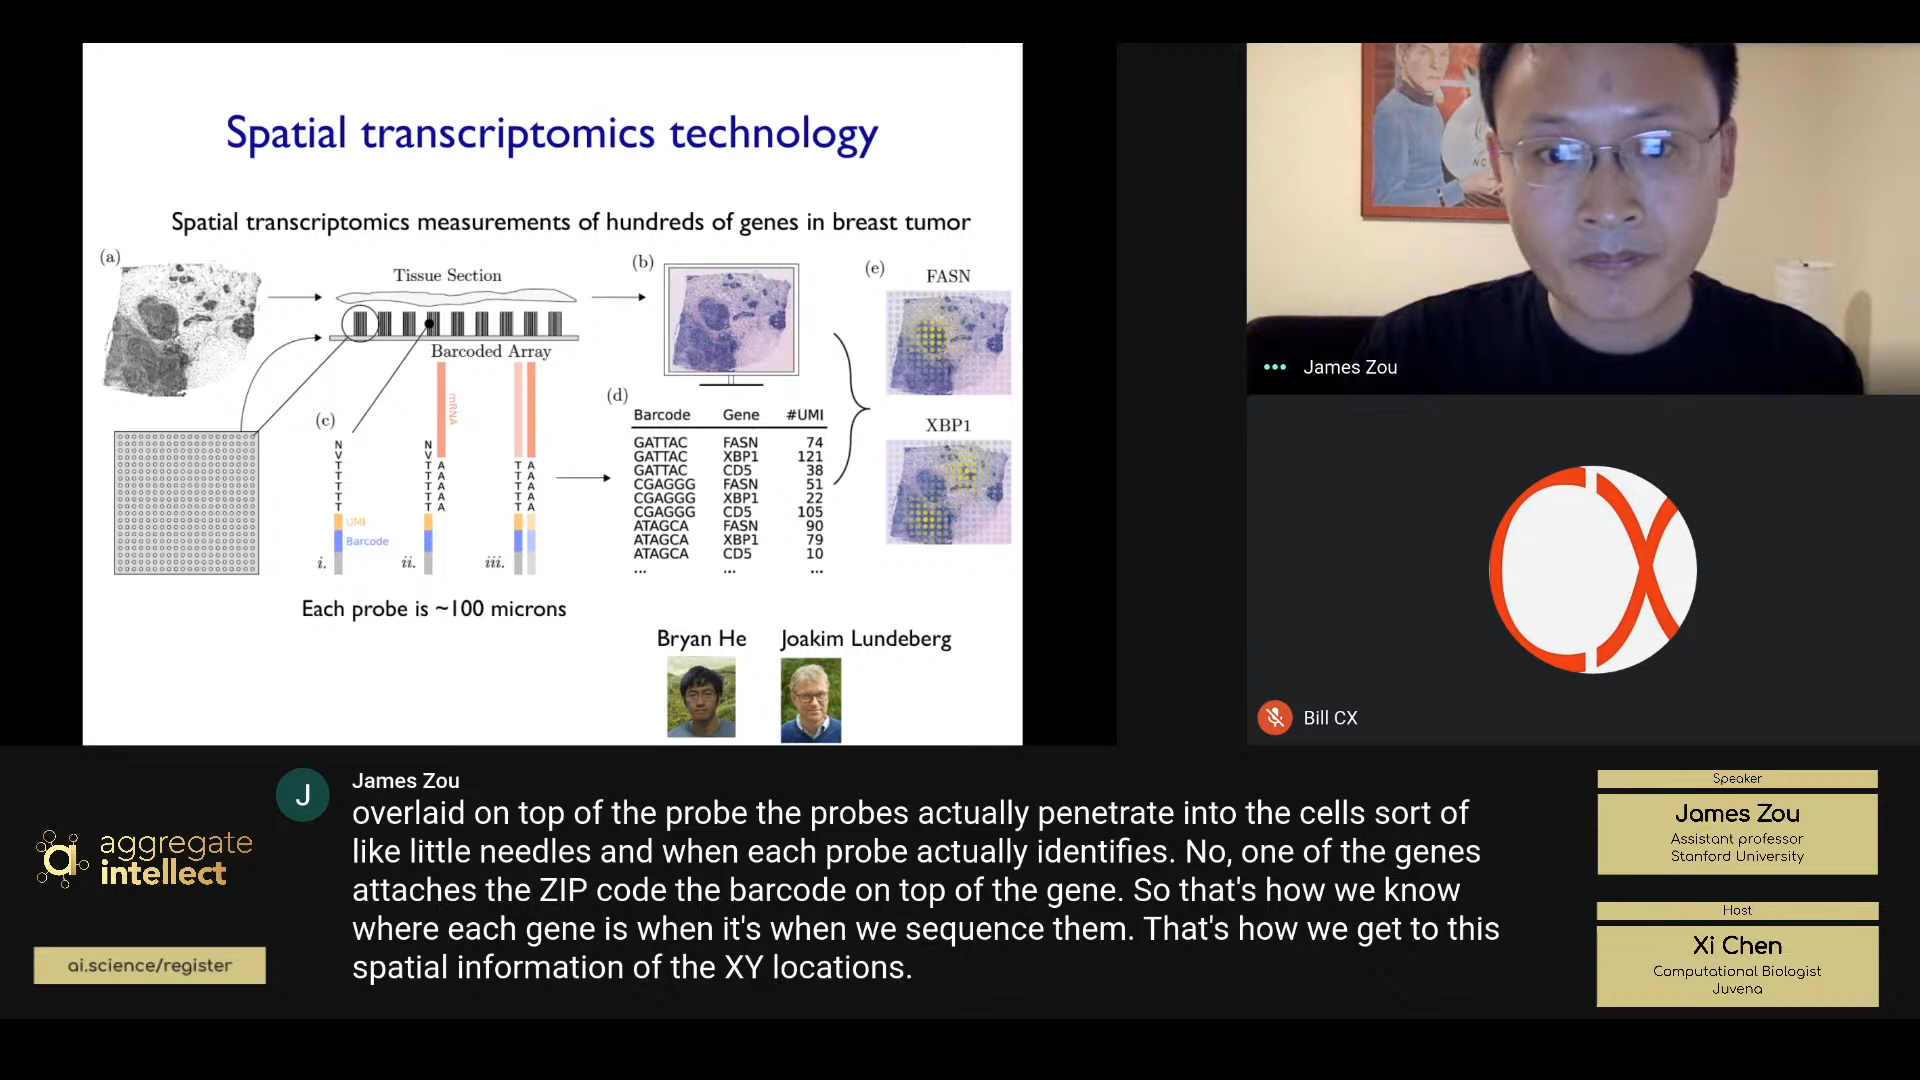 Spatial transcriptomics technology
Spatial transcriptomics measurements of hundreds of genes in breast tumor
(a)
Tissue Section
Barcoded Array
(b)
(e)
FASN
XBP1
(c)
mRNA
N N
V V
T T A T A
T T A T A
T T A T A
T T A T A
T T A T A
UMI
Barcode
i. ii. iii.
(d)
Barcode Gene #UMI
GATTAC FASN 74
GATTAC XBP1 121
GATTAC CD5 38
CGAGGG FASN 51
CGAGGG XBP1 22
CGAGGG CD5 105
ATAGCA FASN 90
ATAGCA XBP1 79
ATAGCA CD5 10
... ... ...
Each probe is ~100 microns
Bryan He Joakim Lundeberg
NC
James Zou
Bill CX
J
James Zou
overlaid on top of the probe the probes actually penetrate into the cells sort of
like little needles and when each probe actually identifies. No, one of the genes
attaches the ZIP code the barcode on top of the gene. So that's how we know
where each gene is when it's when we sequence them. That's how we get to this
spatial information of the XY locations.
aggregate
intellect
ai.science/register
Speaker
James Zou
Assistant professor
Stanford University
Host
Xi Chen
Computational Biologist
Juvena